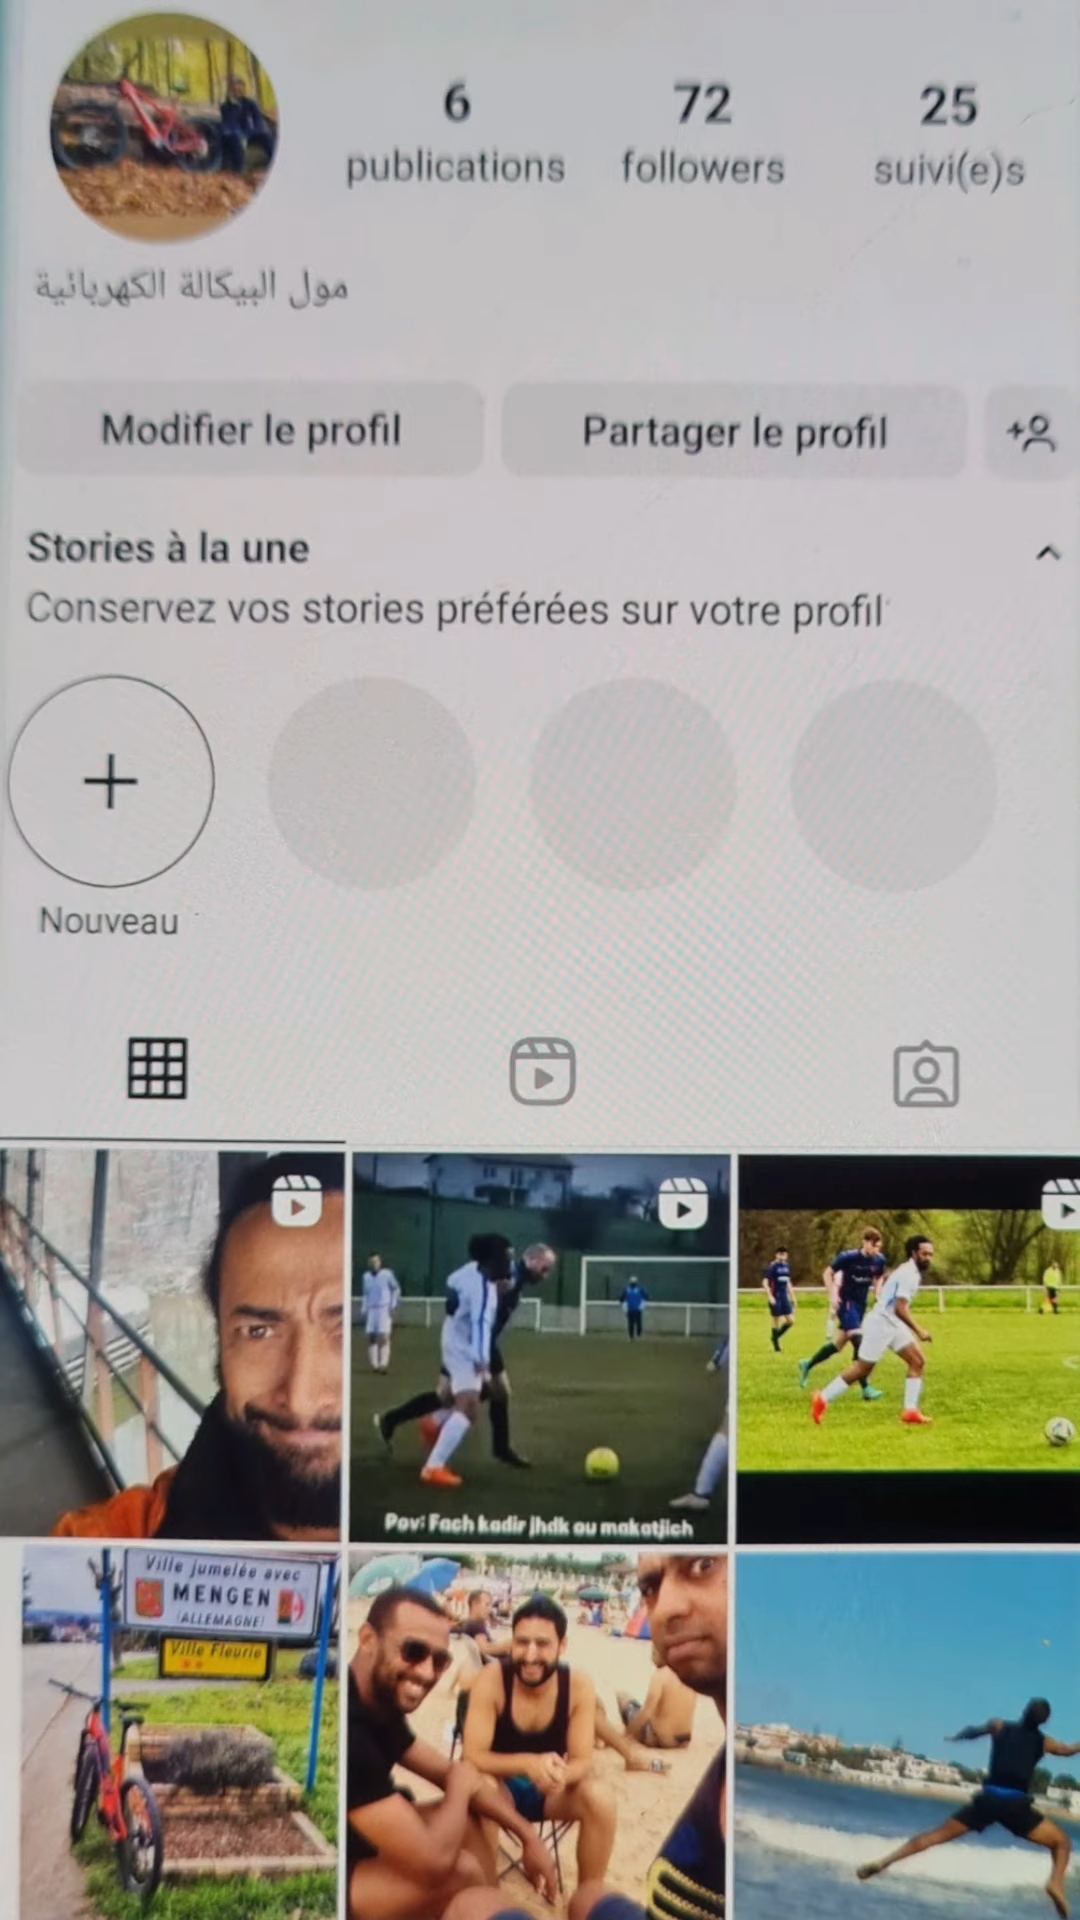 6 72 25
publications followers suivi(e)s
مول البيكالة الكهربائية
Modifier le profil Partager le profil
Stories à la une
Conservez vos stories préférées sur votre profil
Nouveau
Pov: Fach kadir jhdk ou makatjich
Ville jumelée avec
MENGEN
(ALLEMAGNE)
Ville Fleurie